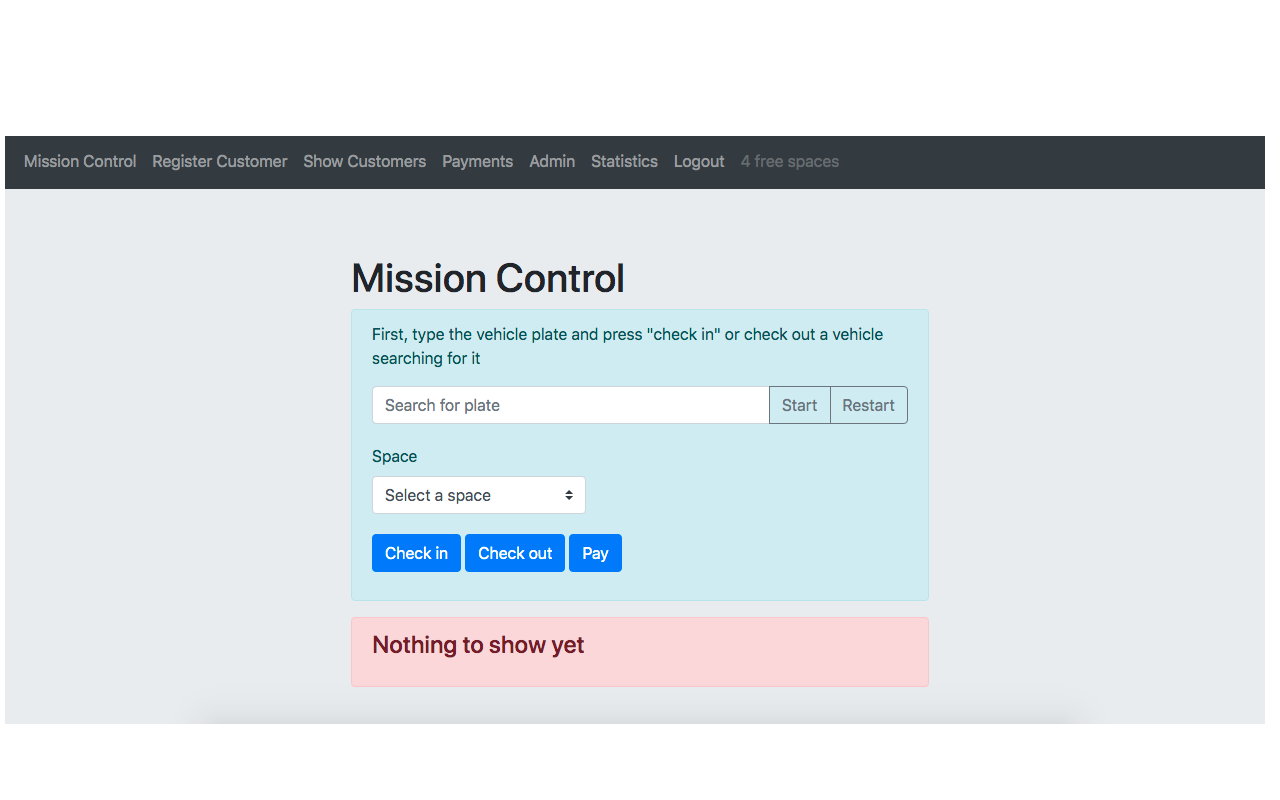 Mission Control Register Customer Show Customers Payments Admin Statistics Logout 4 free spaces
Mission Control
First, type the vehicle plate and press "check in" or check out a vehicle
searching for it
Search for plate Start Restart
Space
Select a space
Check in Check out Pay
Nothing to show yet